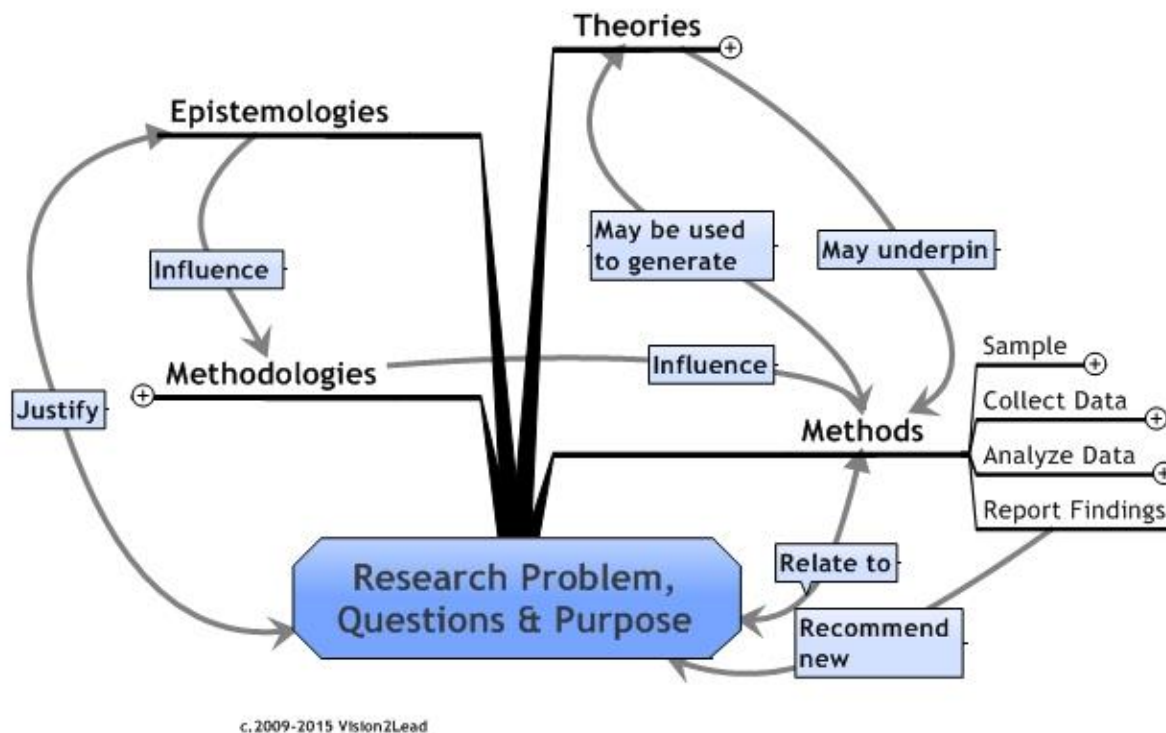 Theories
Epistemologies
May be used
to generate
May underpin
Influence
Methodologies
Influence
Justify
Sample
Collect Data
Methods
Analyze Data
Report Findings
Relate to
Research Problem,
Questions & Purpose
Recommend
new
c.2009-2015 Vision2Lead